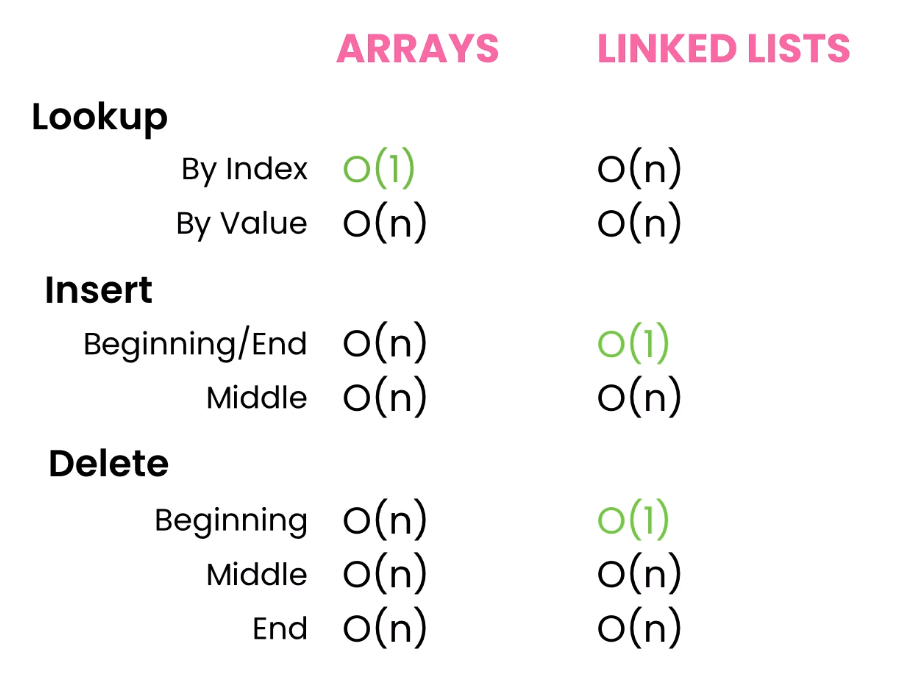 ARRAYS LINKED LISTS
Lookup
By Index O(1) O(n)
By Value O(n) O(n)
Insert
Beginning/End O(n) O(1)
Middle O(n) O(n)
Delete
Beginning O(n) O(1)
Middle O(n) O(n)
End O(n) O(n)